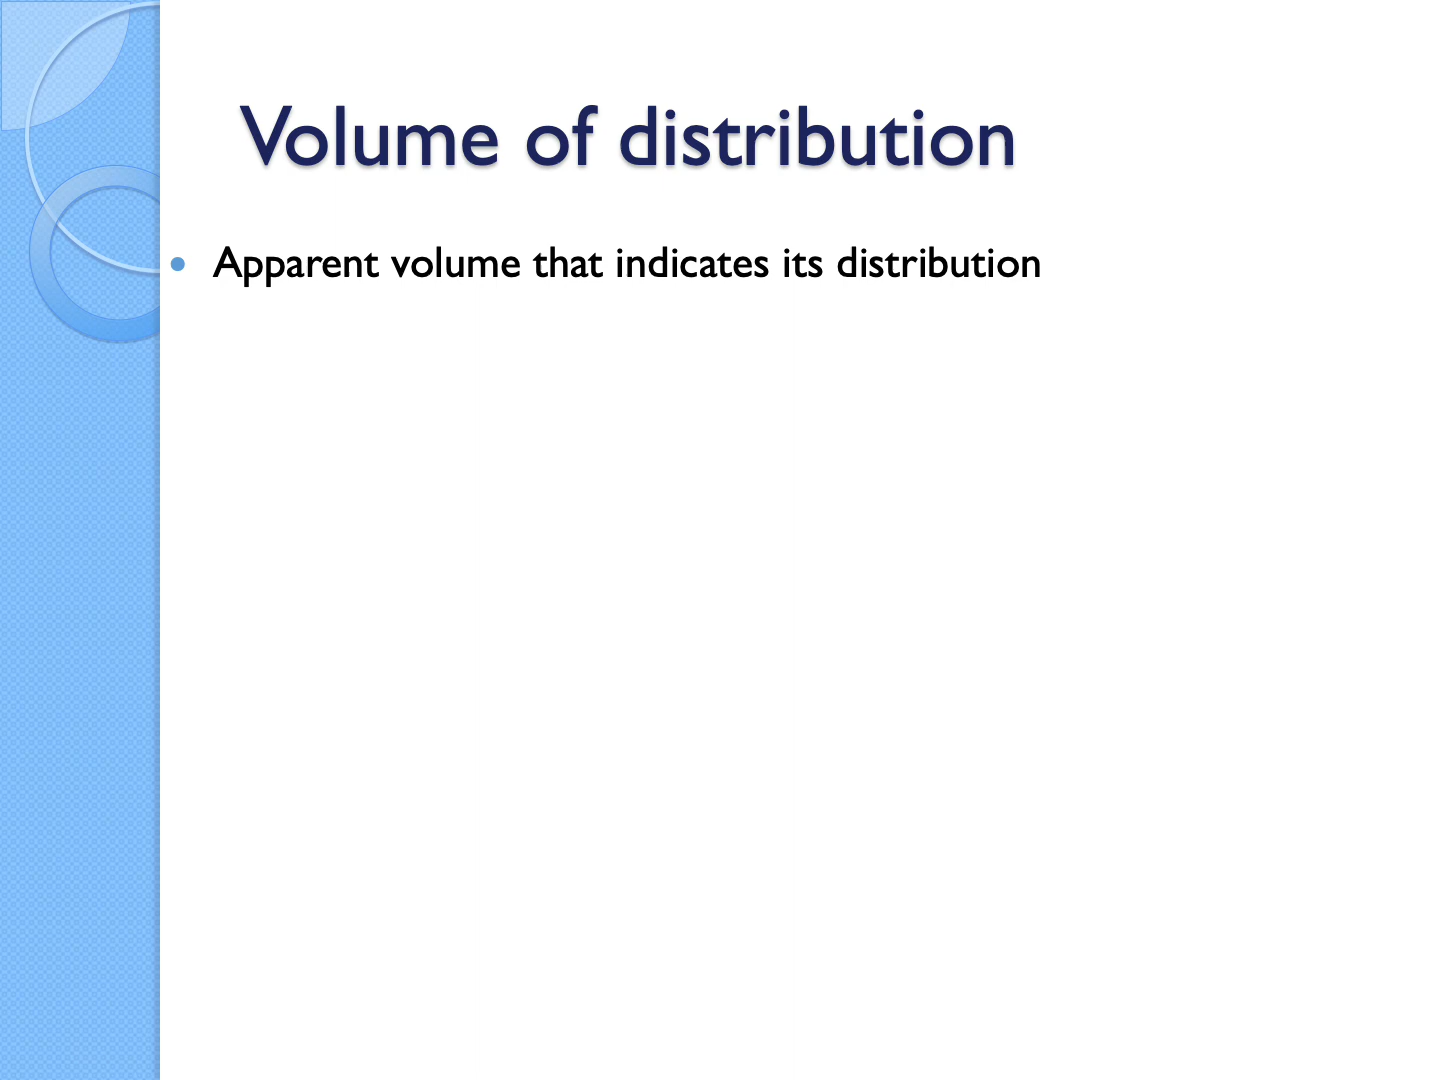 Volume of distribution
• Apparent volume that indicates its distribution